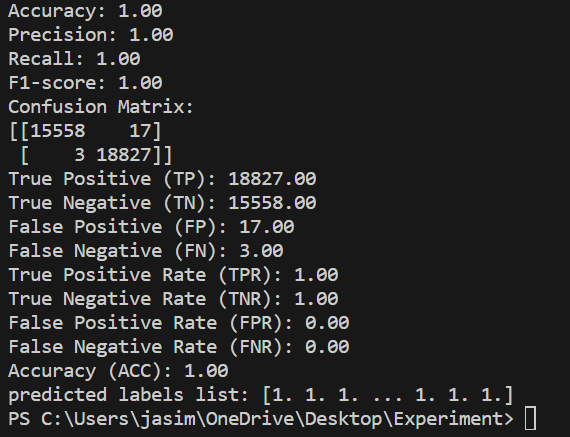 Accuracy: 1.00
Precision: 1.00
Recall: 1.00
F1-score: 1.00
Confusion Matrix:
[[15558    17]
 [    3 18827]]
True Positive (TP): 18827.00
True Negative (TN): 15558.00
False Positive (FP): 17.00
False Negative (FN): 3.00
True Positive Rate (TPR): 1.00
True Negative Rate (TNR): 1.00
False Positive Rate (FPR): 0.00
False Negative Rate (FNR): 0.00
Accuracy (ACC): 1.00
predicted labels list: [1. 1. 1. ... 1. 1. 1.]
PS C:\Users\jasim\OneDrive\Desktop\Experiment>